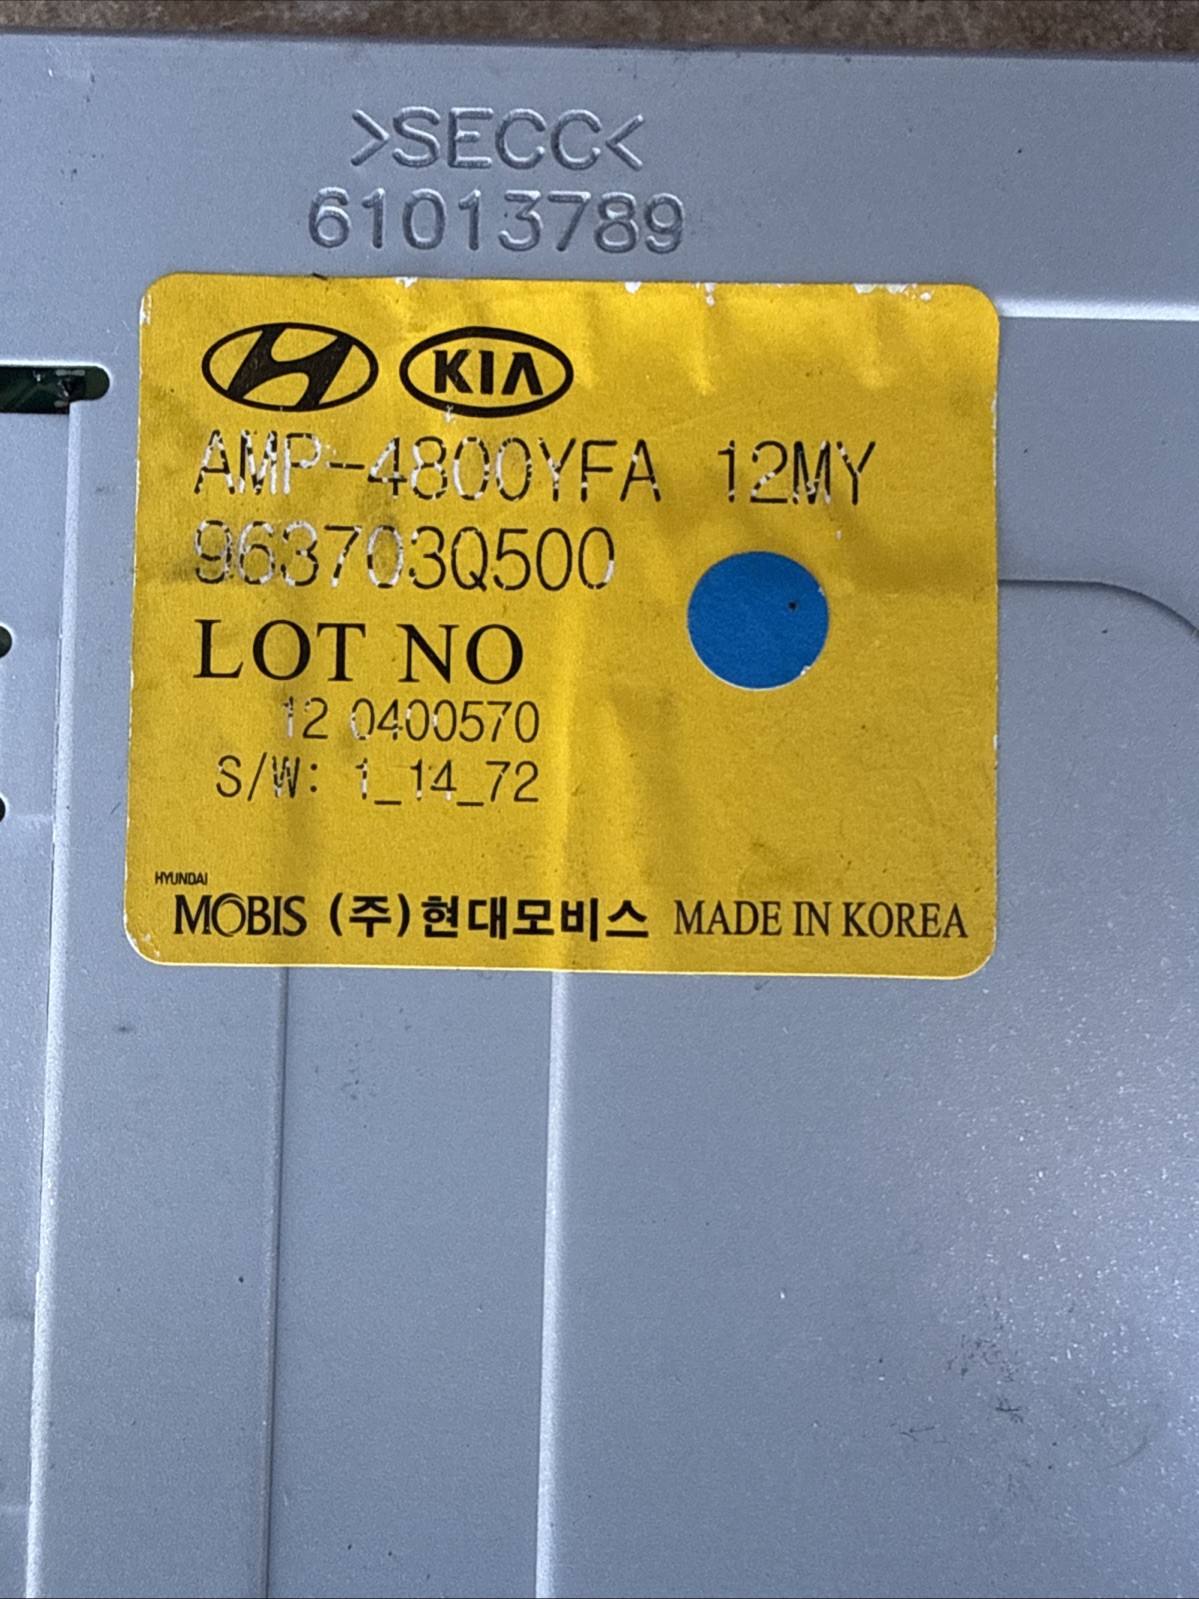 >SECC<
61013789
KIA
AMP-4800YFA 12MY
963703Q500
LOT NO
12 0400570
S/W: 1_14_72
HYUNDAI
MOBIS (주)현대모비스 MADE IN KOREA